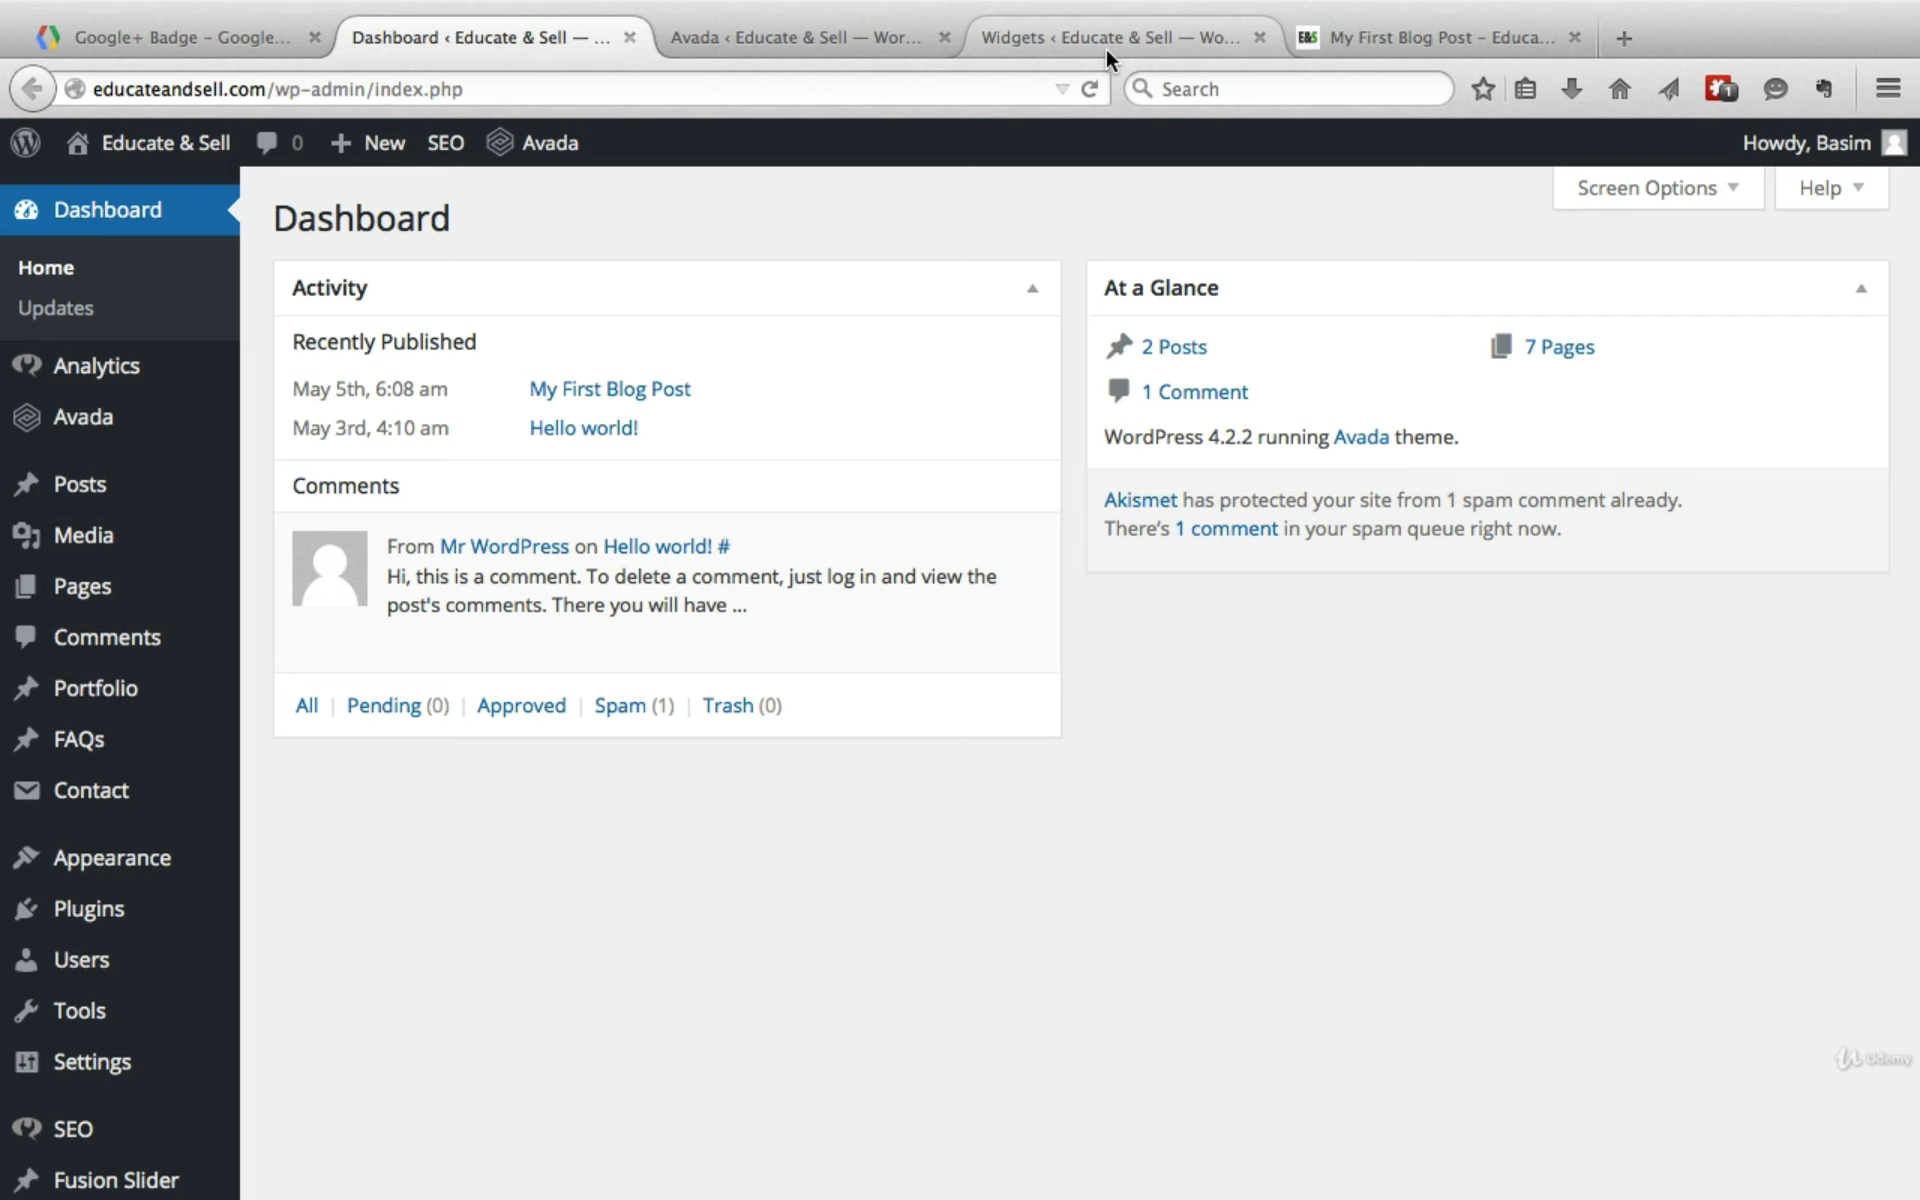 Google+ Badge – Google...
Dashboard ‹ Educate & Sell — ...
Avada ‹ Educate & Sell — Wor...
Widgets ‹ Educate & Sell — Wo...
E&S My First Blog Post – Educa...
educateandsell.com/wp-admin/index.php
Search
1
Educate & Sell
0
New
SEO
Avada
Howdy, Basim
Screen Options
Help
Dashboard
Home
Updates
Analytics
Avada
Posts
Media
Pages
Comments
Portfolio
FAQs
Contact
Appearance
Plugins
Users
Tools
Settings
SEO
Fusion Slider
Dashboard
Activity
Recently Published
May 5th, 6:08 am My First Blog Post
May 3rd, 4:10 am Hello world!
Comments
From Mr WordPress on Hello world! #
Hi, this is a comment. To delete a comment, just log in and view the
post's comments. There you will have ...
All | Pending (0) | Approved | Spam (1) | Trash (0)
At a Glance
2 Posts
7 Pages
1 Comment
WordPress 4.2.2 running Avada theme.
Akismet has protected your site from 1 spam comment already.
There's 1 comment in your spam queue right now.
Udemy